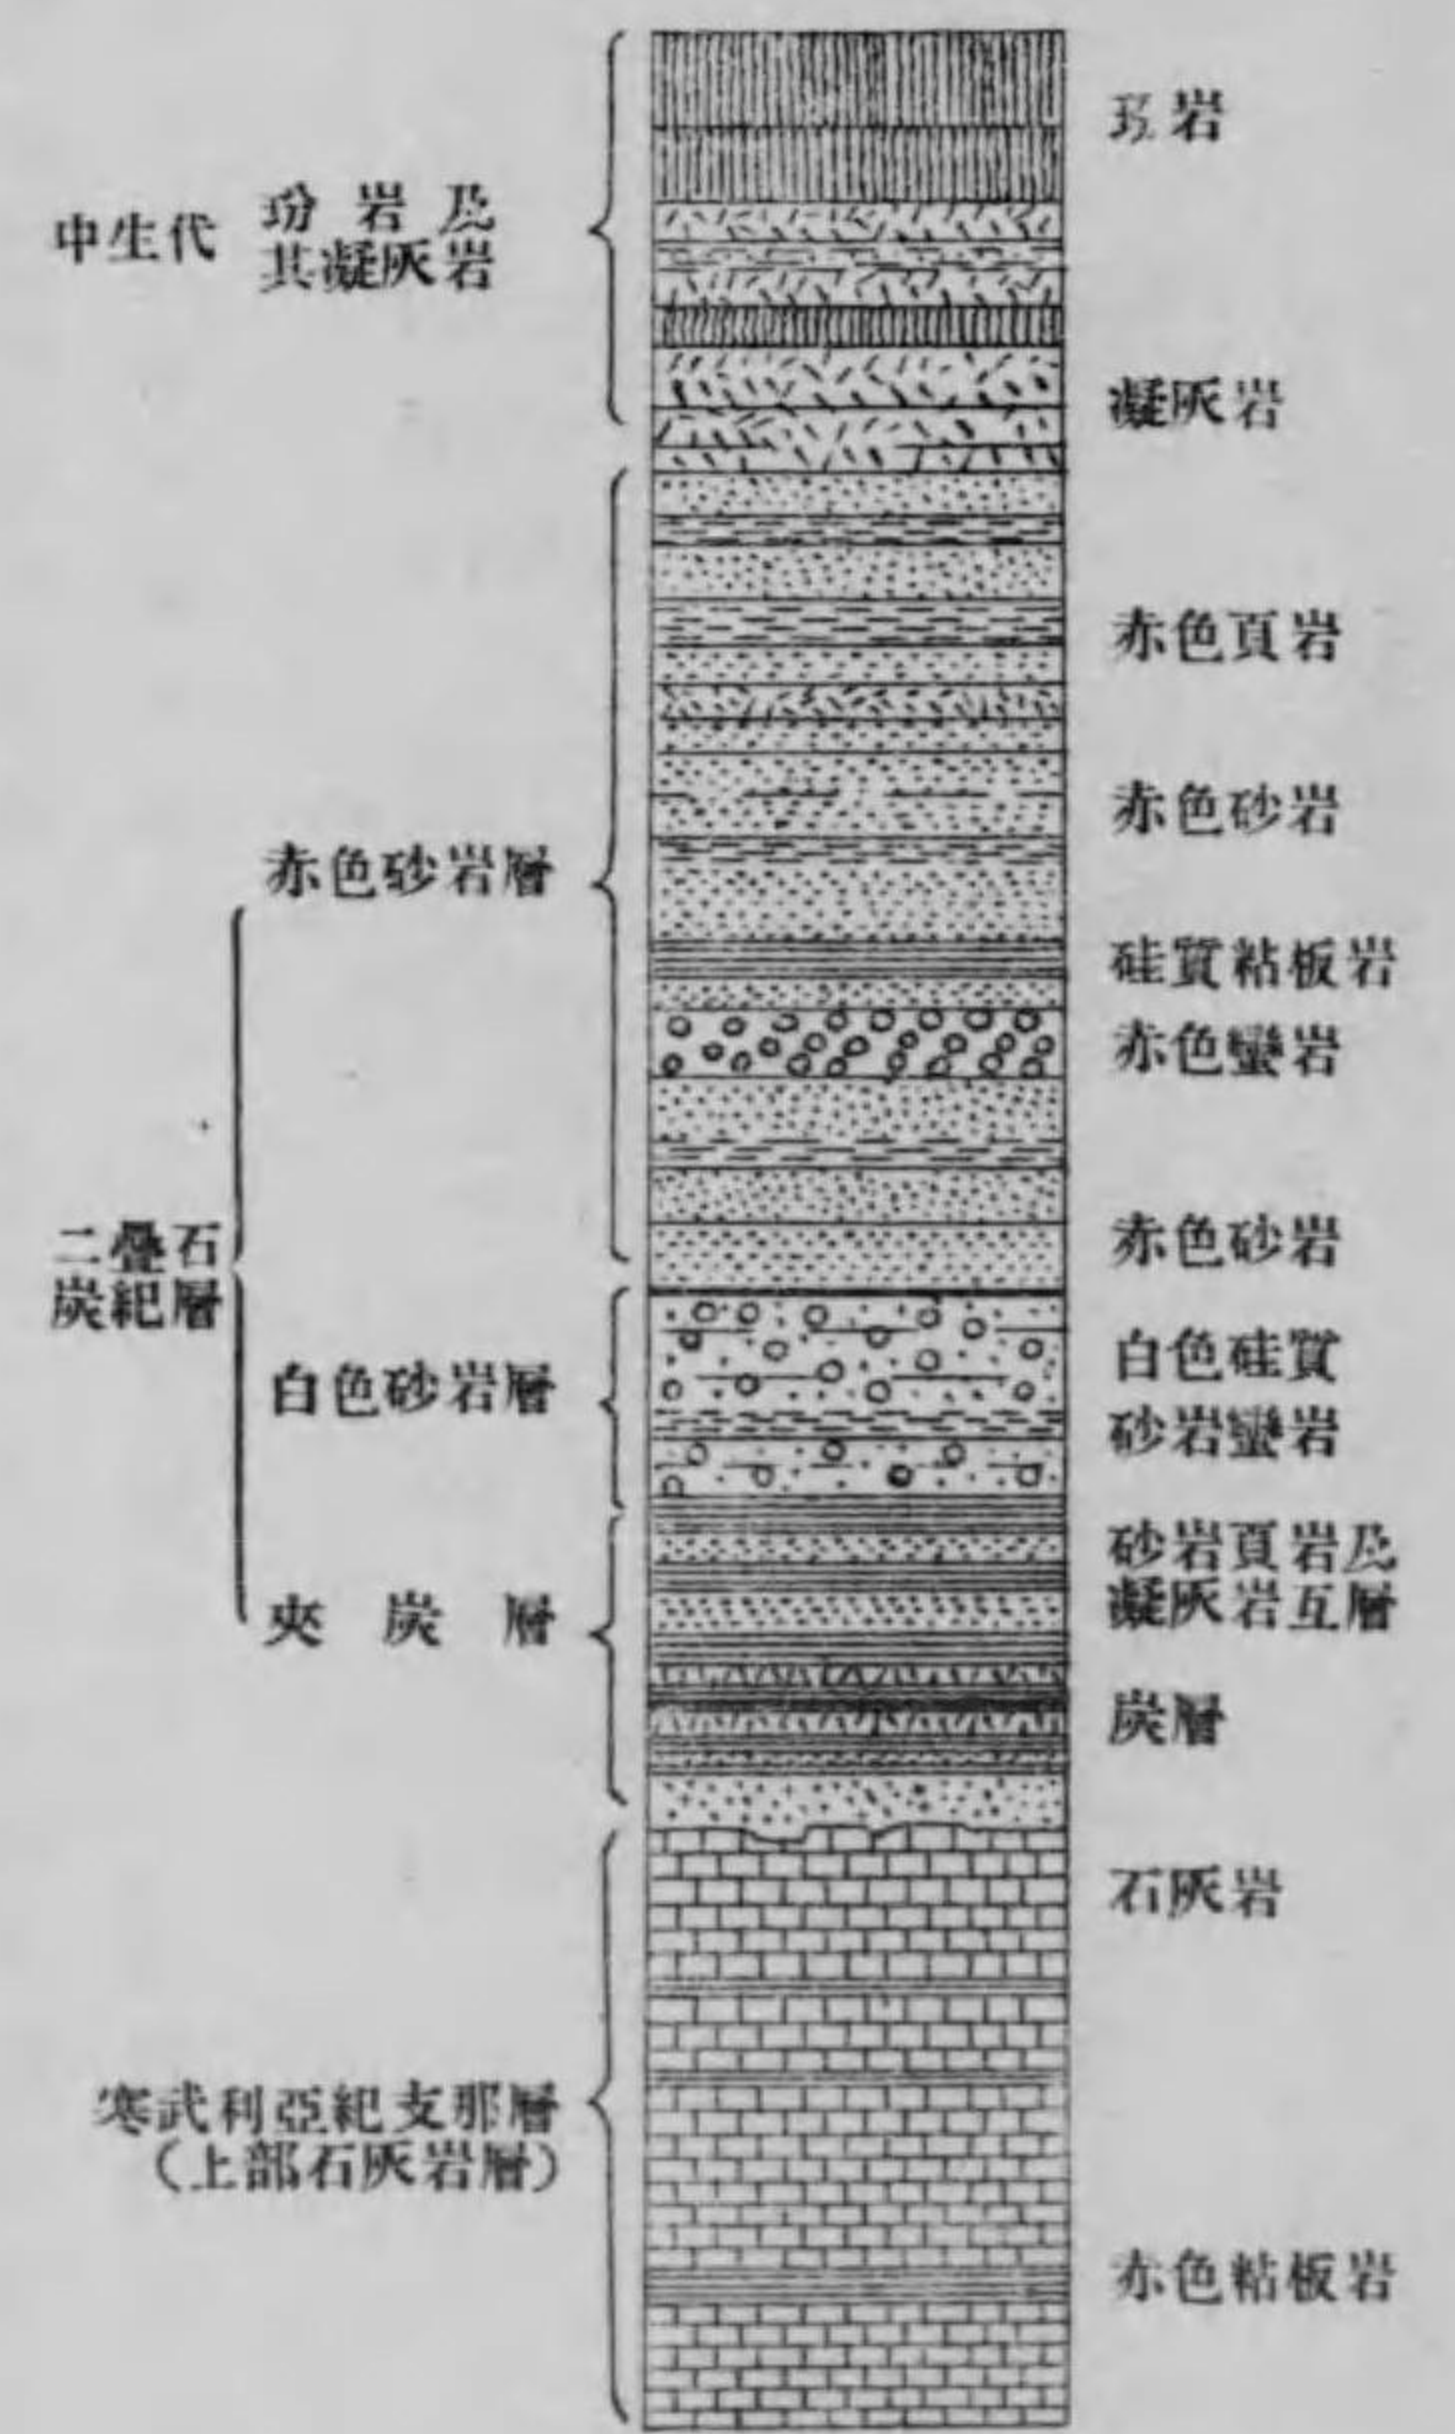 中生代
玢岩及
其凝灰岩
赤色砂岩層
二疊石
炭紀層
白色砂岩層
夾炭層
寒武利亞紀支那層
(上部石灰岩層)
岩
凝灰岩
赤色頁岩
赤色砂岩
硅質粘板岩
赤色蠻岩
赤色砂岩
白色硅質
砂岩蠻岩
砂岩頁岩及
凝灰岩互層
炭層
石灰岩
赤色粘板岩